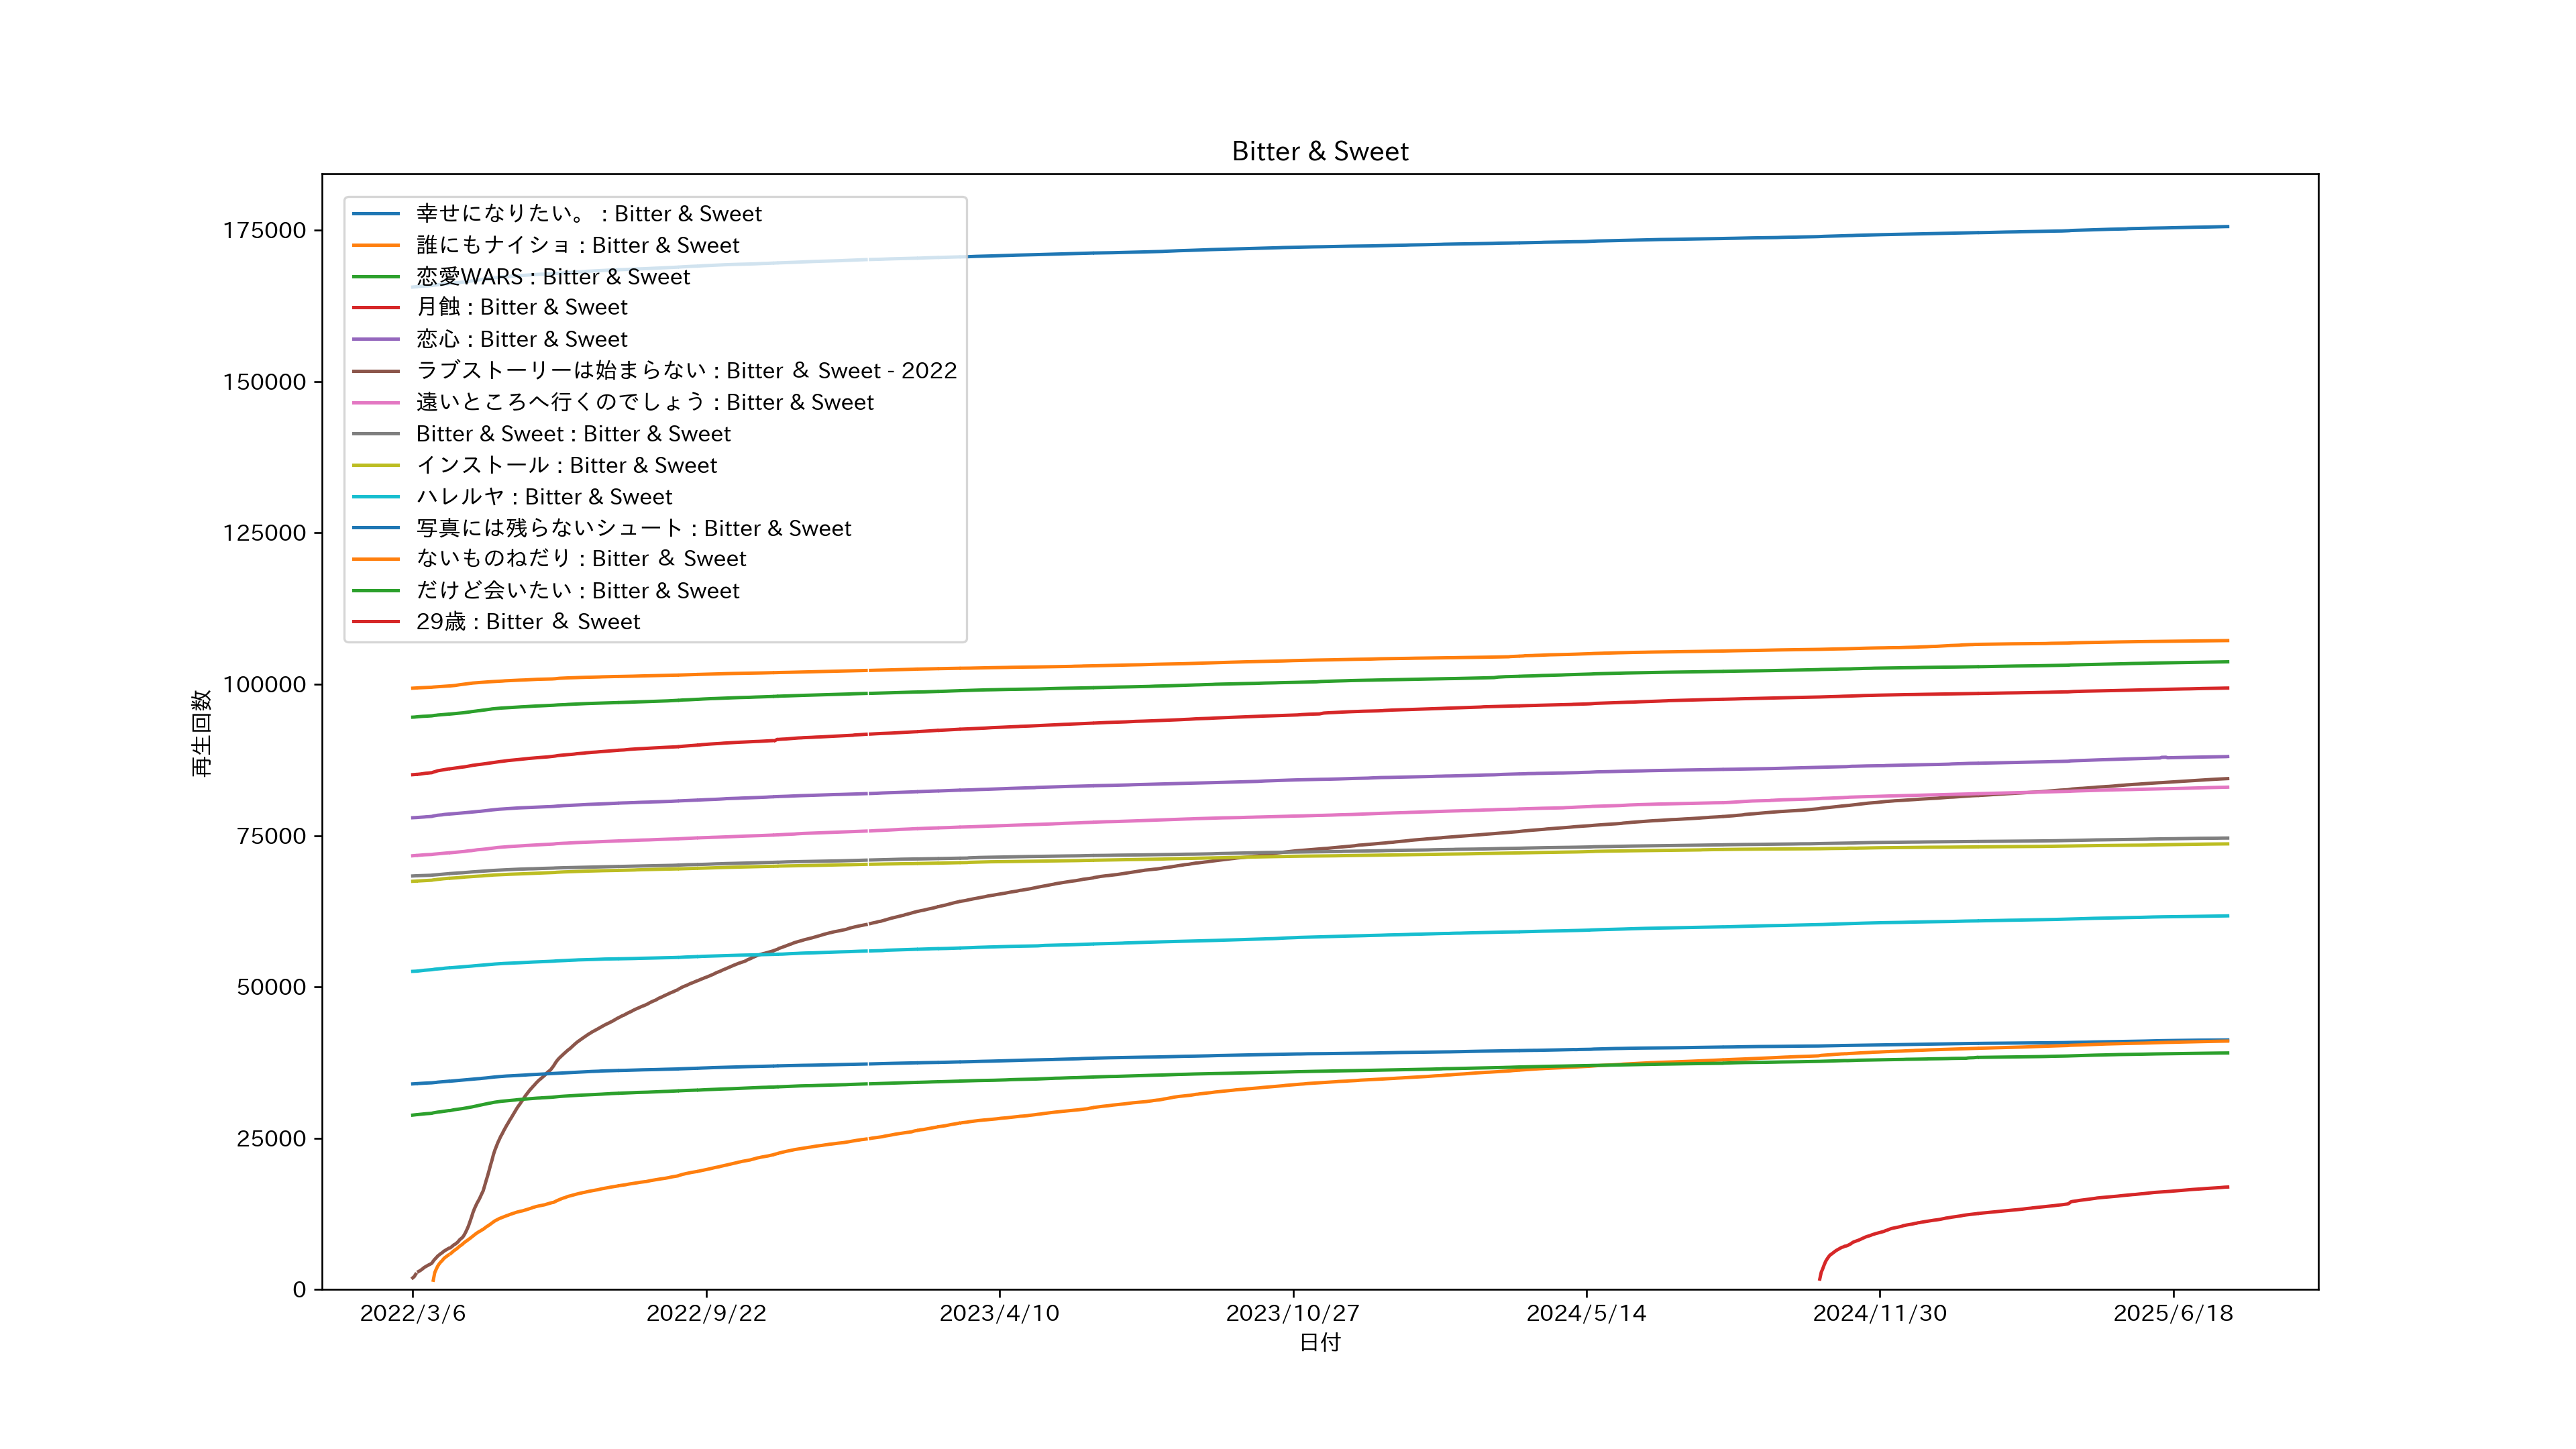 Bitter & Sweet
175000
150000
125000
100000
75000
50000
25000
0
再生回数
幸せになりたい。 : Bitter & Sweet
誰にもナイショ : Bitter & Sweet
恋愛WARS : Bitter & Sweet
月蝕 : Bitter & Sweet
恋心 : Bitter & Sweet
ラブストーリーは始まらない : Bitter ＆ Sweet - 2022
遠いところへ行くのでしょう : Bitter & Sweet
Bitter & Sweet : Bitter & Sweet
インストール : Bitter & Sweet
ハレルヤ : Bitter & Sweet
写真には残らないシュート : Bitter & Sweet
ないものねだり : Bitter ＆ Sweet
だけど会いたい : Bitter & Sweet
29歳 : Bitter ＆ Sweet
2022/3/6 2022/9/22 2023/4/10 2023/10/27 2024/5/14 2024/11/30 2025/6/18
日付